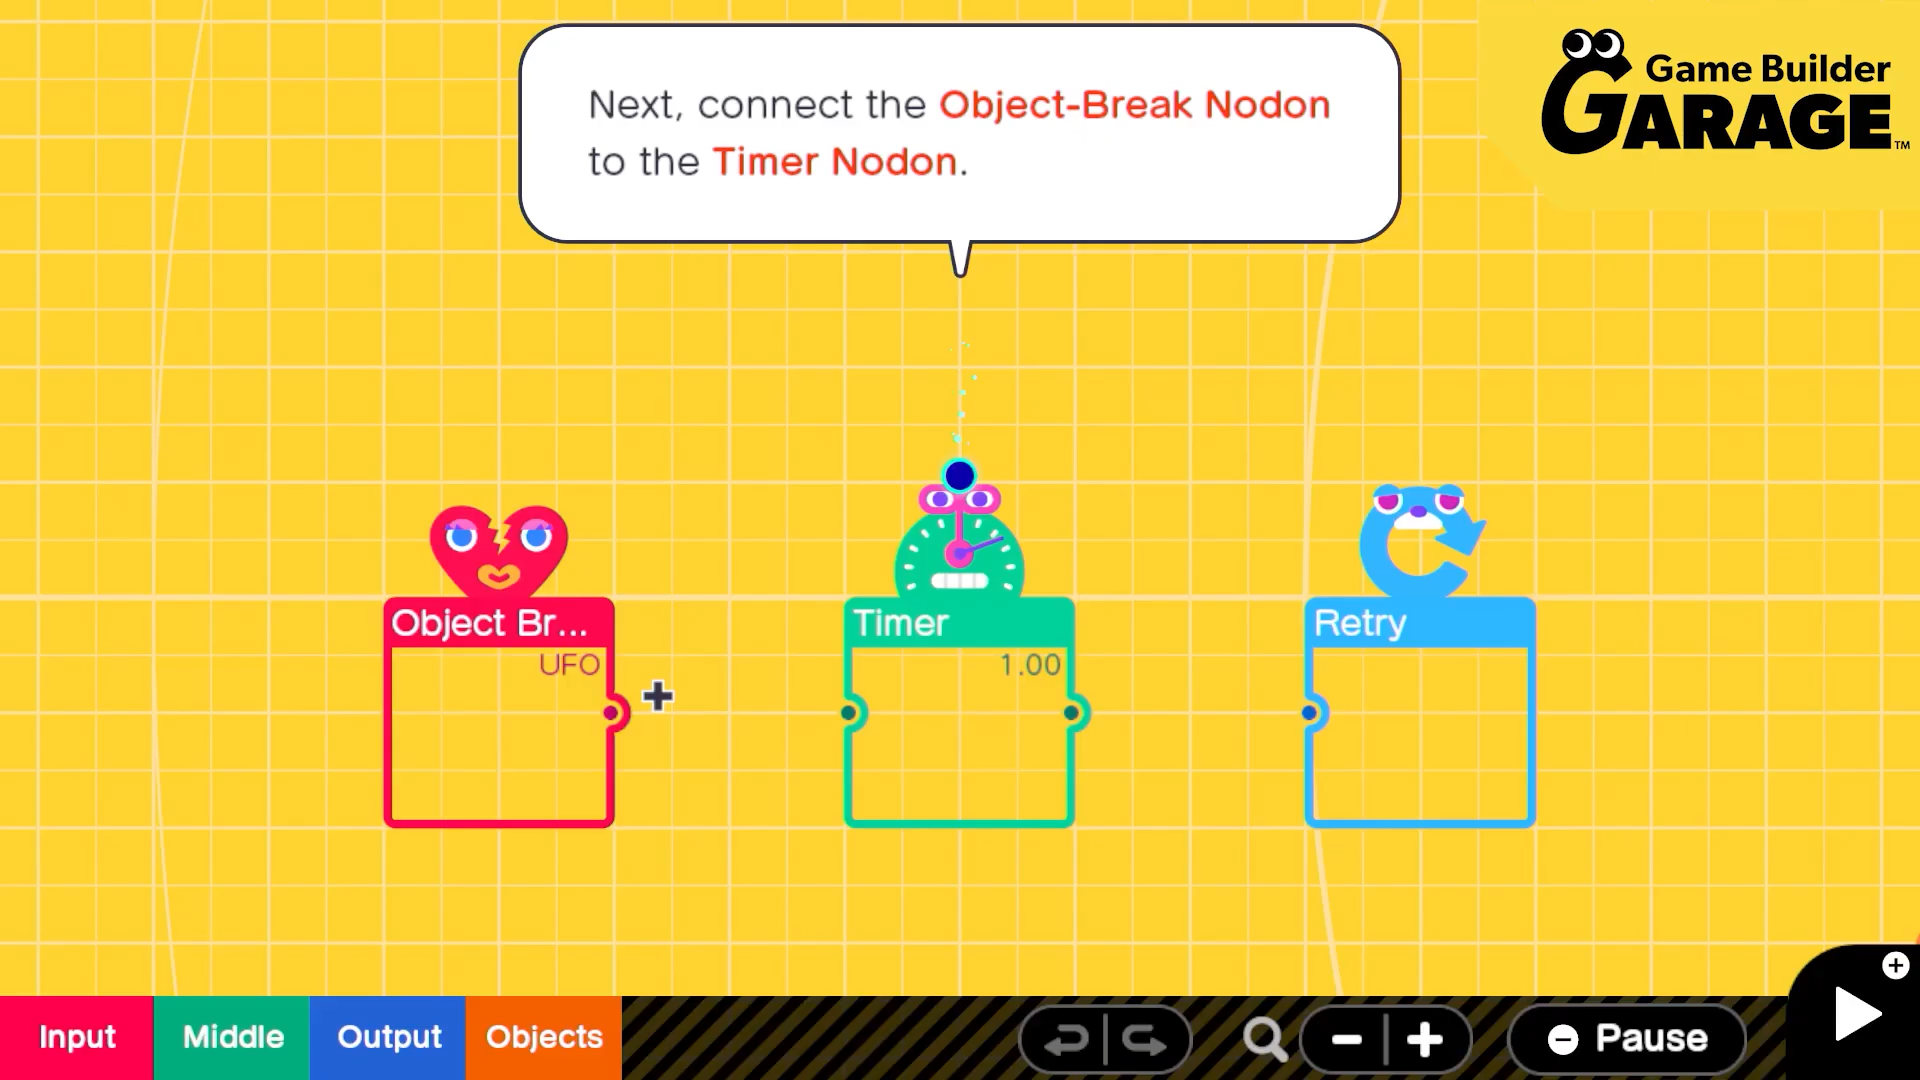 Next, connect the Object-Break Nodon
to the Timer Nodon.
Game Builder
GARAGE™
Object Br...
UFO
Timer
1.00
Retry
Input
Middle
Output
Objects
Pause